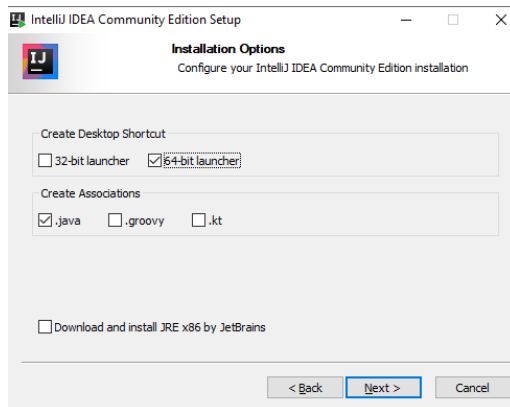 IntelliJ IDEA Community Edition Setup
IJ
Installation Options
Configure your IntelliJ IDEA Community Edition installation
Create Desktop Shortcut
32-bit launcher 64-bit launcher
Create Associations
.java .groovy .kt
Download and install JRE x86 by JetBrains
< Back Next > Cancel